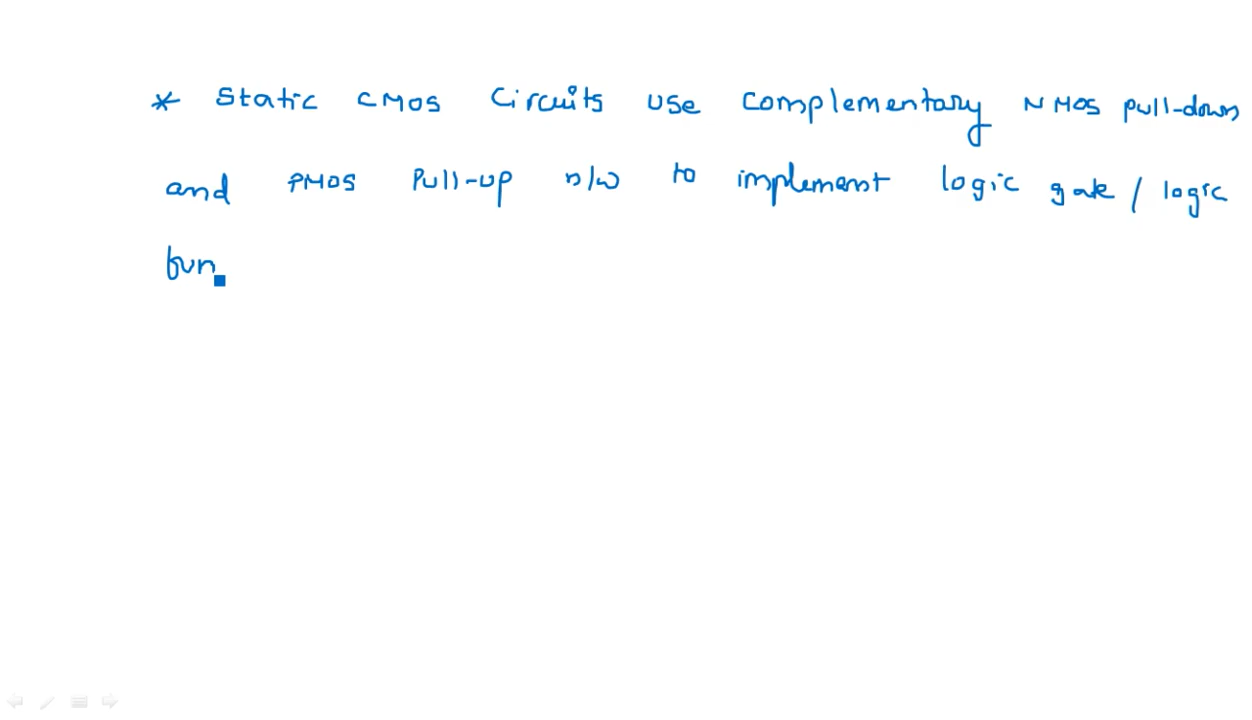 * Static CMOS Circuits use complementary NMOS pull-down
and PMOS Pull-up n/w to implement logic gate / logic
fun